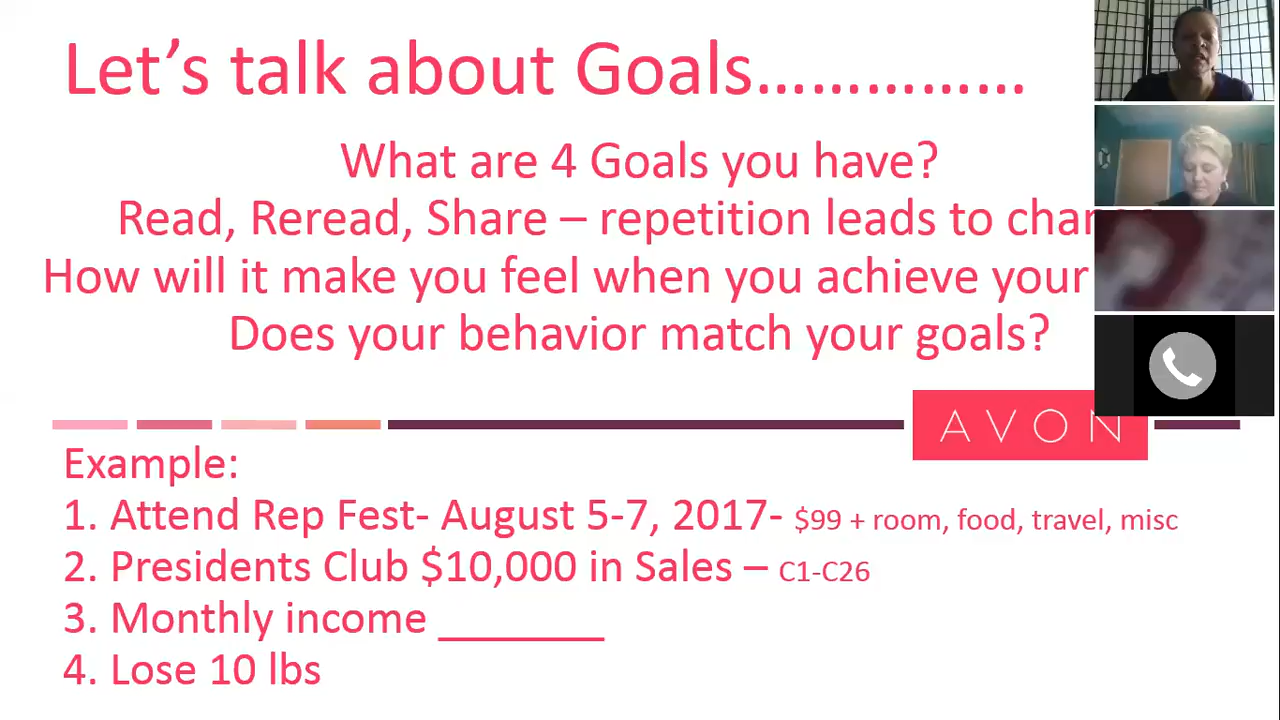 Let's talk about Goals……………
What are 4 Goals you have?
Read, Reread, Share – repetition leads to
How will it make you feel when you achieve your
Does your behavior match your goals?
AVON
Example:
1. Attend Rep Fest- August 5-7, 2017- $99 + room, food, travel, misc
2. Presidents Club $10,000 in Sales – C1-C26
3. Monthly income _______
4. Lose 10 lbs